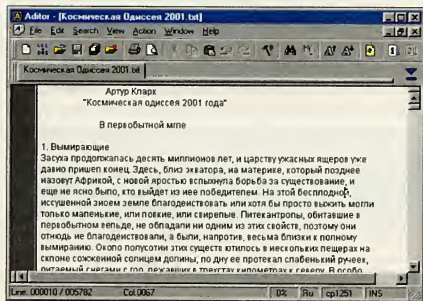 Aditor - [Космическая Одиссея 2001.txt]
File Edit Search View Action Window Help
Космическая Одиссея 2001.txt
Артур Кларк
"Космическая одиссея 2001 года"
В первобытной мгле
1. Вымирающие
Засуха продолжалась десять миллионов лет, и царству ужасных ящеров уже
давно пришел конец. Здесь, близ экватора, на материке, который позднее
назовут Африкой, с новой яростью вспыхнула борьба за существование, и
еще не ясно было, кто выйдет из нее победителем. На этой бесплодной,
иссушенной зноем земле благоденствовать или хотя бы просто выжить могли
только маленькие, или ловкие, или свирепые. Питекантропы, обитавшие в
первобытном вельде, не обладали ни одним из этих свойств, поэтому они
отнюдь не благоденствовали, а были, напротив, весьма близки к полному
вымиранию. Около полусотни этих существ ютилось в нескольких пещерах на
склоне сожженной солнцем долины; по дну ее протекал слабенький ручеек,
питаемый снегами с гор, лежавших в трехстах километрах к северу. В особо
Line: 000010 / 005782 Col:0067 0% Ru cp1251 INS